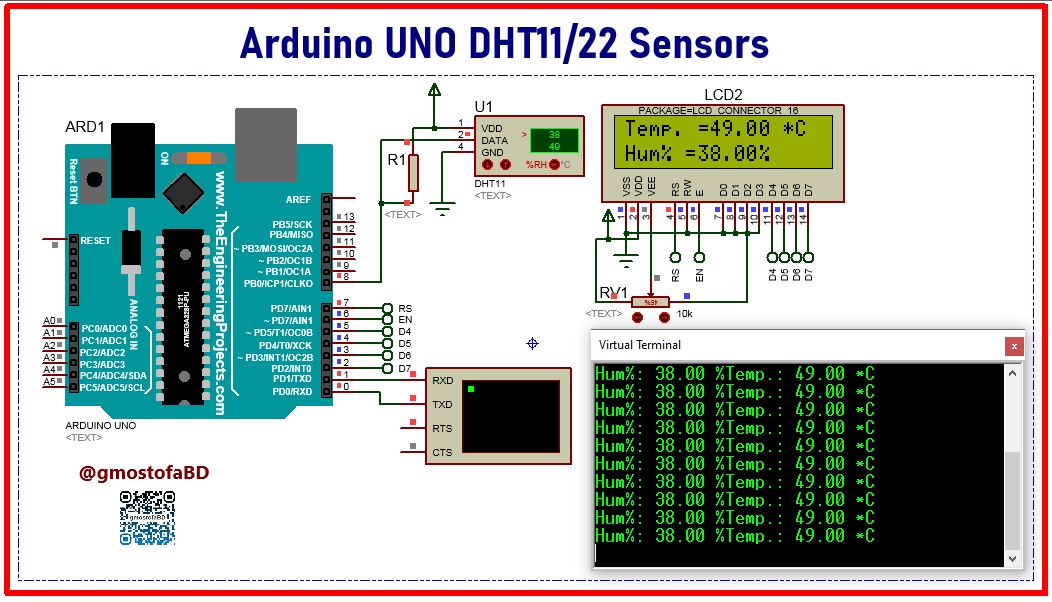 Arduino UNO DHT11/22 Sensors
ARD1
Reset BTN
ON
www.TheEngineeringProjects.com
RESET
ANALOG IN
1121
ATMEGA328P-PU
A0
A1
A2
A3
A4
A5
PC0/ADC0
PC1/ADC1
PC2/ADC2
PC3/ADC3
PC4/ADC4/SDA
PC5/ADC5/SCL
AREF
PB5/SCK
PB4/MISO
~ PB3/MOSI/OC2A
~ PB2/OC1B
~ PB1/OC1A
PB0/ICP1/CLKO
13
12
11
10
9
8
PD7/AIN1
~ PD7/AIN1
~ PD5/T1/OC0B
PD4/T0/XCK
~ PD3/INT1/OC2B
PD2/INT0
PD1/TXD
PD0/RXD
7
6
5
4
3
2
1
0
RS
EN
D4
D5
D6
D7
ARDUINO UNO
<TEXT>
@gmostofaBD
gmostofaBD
R1
<TEXT>
U1
1
2
4
VDD
DATA
GND
>
38
49
%RH
°C
DHT11
<TEXT>
RXD
TXD
RTS
CTS
LCD2
PACKAGE=LCD_CONNECTOR_16
Temp. =49.00 *C
Hum% =38.00%
VSS
VDD
VEE
RS
RW
E
D0
D1
D2
D3
D4
D5
D6
D7
1
2
3
4
5
6
7
8
9
10
11
12
13
14
RS
EN
D4
D5
D6
D7
RV1
<TEXT>
10k
Virtual Terminal
x
Hum%: 38.00 %Temp.: 49.00 *C
Hum%: 38.00 %Temp.: 49.00 *C
Hum%: 38.00 %Temp.: 49.00 *C
Hum%: 38.00 %Temp.: 49.00 *C
Hum%: 38.00 %Temp.: 49.00 *C
Hum%: 38.00 %Temp.: 49.00 *C
Hum%: 38.00 %Temp.: 49.00 *C
Hum%: 38.00 %Temp.: 49.00 *C
Hum%: 38.00 %Temp.: 49.00 *C
Hum%: 38.00 %Temp.: 49.00 *C